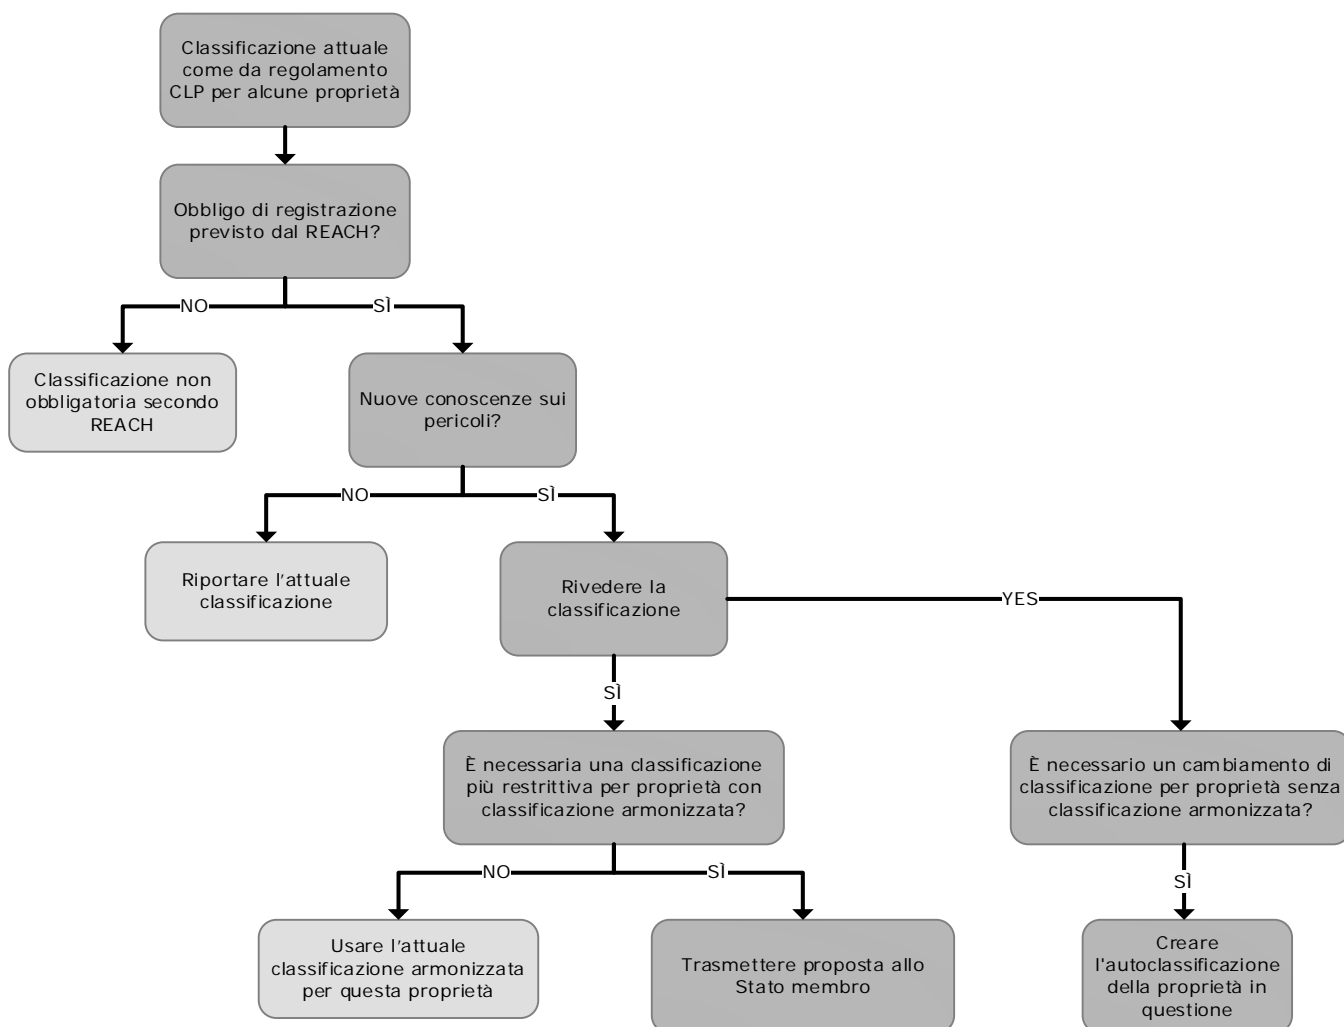 Classificazione attuale
come da regolamento
CLP per alcune proprietà
Obbligo di registrazione
previsto dal REACH?
NO
SÌ
Classificazione non
obbligatoria secondo
REACH
Nuove conoscenze sui
pericoli?
NO
SÌ
Riportare l'attuale
classificazione
Rivedere la
classificazione
YES
SÌ
È necessaria una classificazione
più restrittiva per proprietà con
classificazione armonizzata?
È necessario un cambiamento di
classificazione per proprietà senza
classificazione armonizzata?
NO
SÌ
SÌ
Usare l'attuale
classificazione armonizzata
per questa proprietà
Trasmettere proposta allo
Stato membro
Creare
l'autoclassificazione
della proprietà in
questione